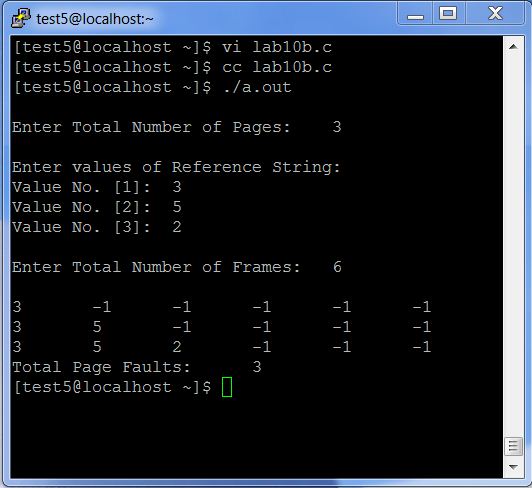 test5@localhost:~
[test5@localhost ~]$ vi lab10b.c
[test5@localhost ~]$ cc lab10b.c
[test5@localhost ~]$ ./a.out
Enter Total Number of Pages:    3
Enter values of Reference String:
Value No. [1]:  3
Value No. [2]:  5
Value No. [3]:  2
Enter Total Number of Frames:   6
3       -1      -1      -1      -1      -1
3       5       -1      -1      -1      -1
3       5       2       -1      -1      -1
Total Page Faults:      3
[test5@localhost ~]$